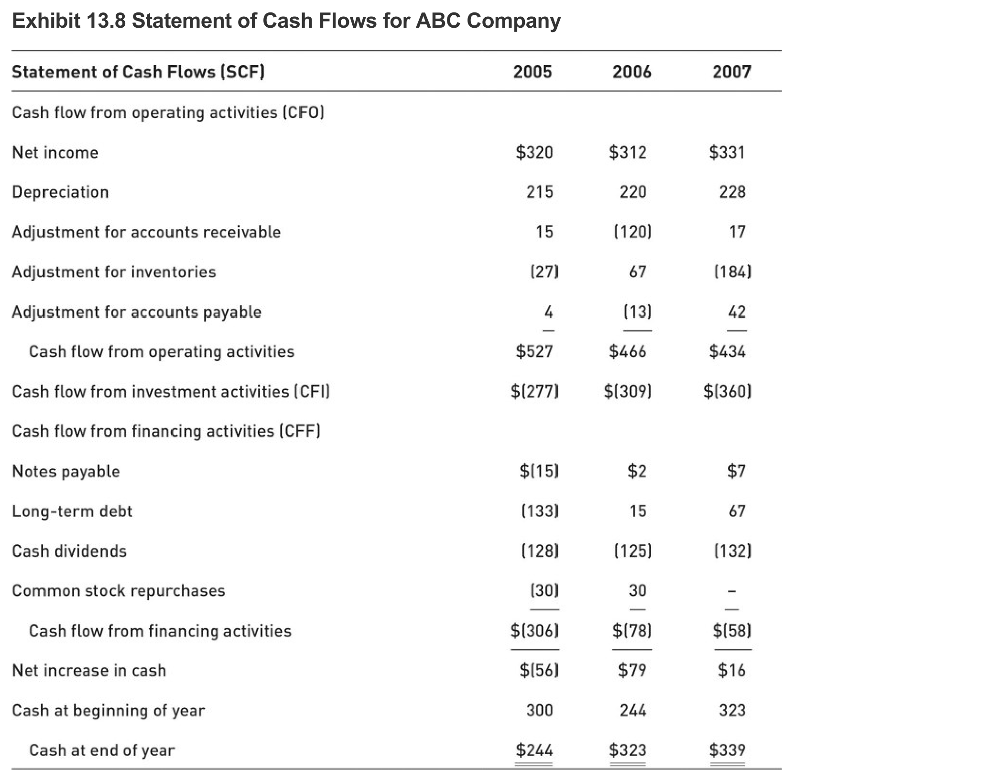 Exhibit 13.8 Statement of Cash Flows for ABC Company
Statement of Cash Flows (SCF) 2005 2006 2007
Cash flow from operating activities (CFO)
Net income $320 $312 $331
Depreciation 215 220 228
Adjustment for accounts receivable 15 (120) 17
Adjustment for inventories (27) 67 (184)
Adjustment for accounts payable 4 (13) 42
Cash flow from operating activities $527 $466 $434
Cash flow from investment activities (CFI) $(277) $(309) $(360)
Cash flow from financing activities (CFF)
Notes payable $(15) $2 $7
Long-term debt (133) 15 67
Cash dividends (128) (125) (132)
Common stock repurchases (30) 30 –
Cash flow from financing activities $(306) $(78) $(58)
Net increase in cash $(56) $79 $16
Cash at beginning of year 300 244 323
Cash at end of year $244 $323 $339